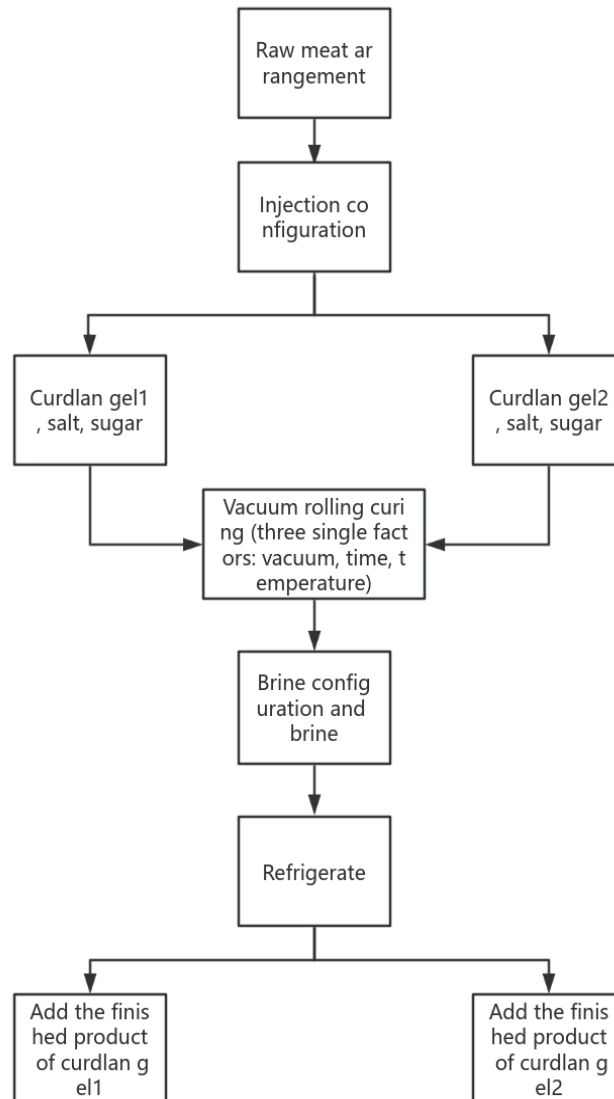 Raw meat ar
rangement
Injection co
nfiguration
Curdlan gel1
, salt, sugar
Curdlan gel2
, salt, sugar
Vacuum rolling curi
ng (three single fact
ors: vacuum, time, t
emperature)
Brine config
uration and
brine
Refrigerate
Add the finis
hed product
of curdlan g
el1
Add the finis
hed product
of curdlan g
el2